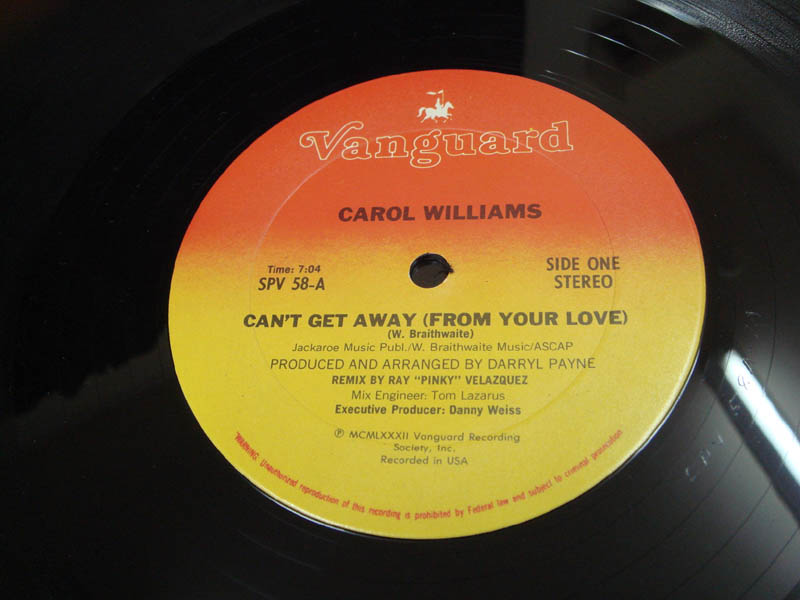 Vanguard
CAROL WILLIAMS
Time: 7:04
SPV 58-A
SIDE ONE
STEREO
CAN'T GET AWAY (FROM YOUR LOVE)
(W. Braithwaite)
Jackaroe Music Publ./W. Braithwaite Music/ASCAP
PRODUCED AND ARRANGED BY DARRYL PAYNE
REMIX BY RAY "PINKY" VELAZQUEZ
Mix Engineer: Tom Lazarus
Executive Producer: Danny Weiss
℗ MCMLXXXII Vanguard Recording
Society, Inc.
Recorded in USA
"WARNING: Unauthorized reproduction of this recording is prohibited by Federal law and subject to criminal prosecution